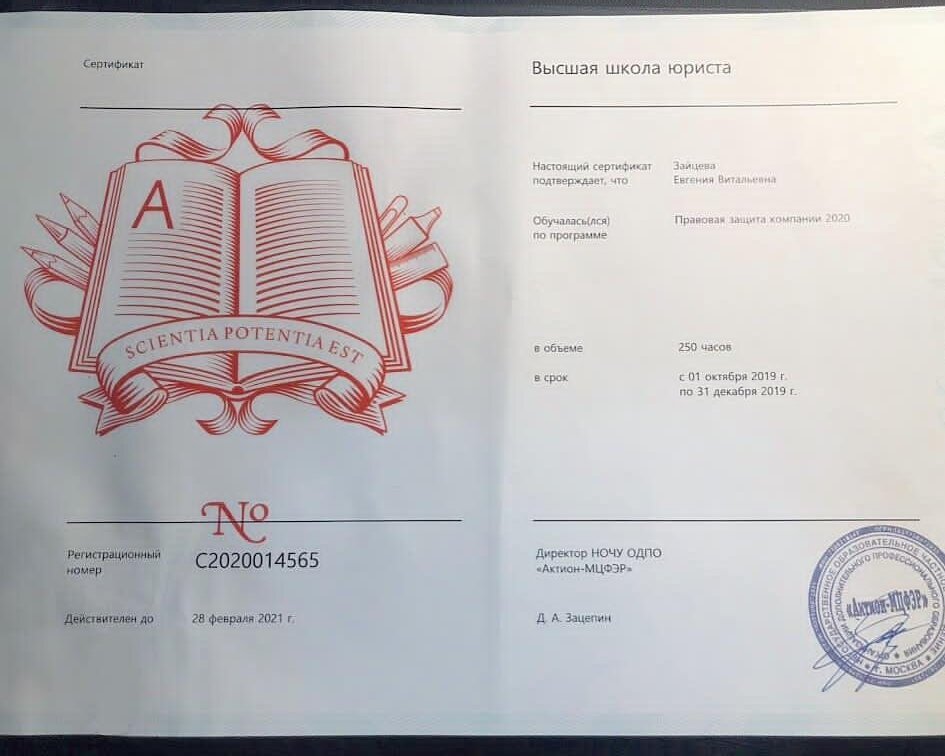 Сертификат
A
SCIENTIA POTENTIA EST
№
Регистрационный
номер
С2020014565
Действителен до
28 февраля 2021 г.
Высшая школа юриста
Настоящий сертификат
подтверждает, что
Зайцева
Евгения Витальевна
Обучалась(лся)
по программе
Правовая защита компании 2020
в объеме
250 часов
в срок
с 01 октября 2019 г.
по 31 декабря 2019 г.
Директор НОЧУ ОДПО
«Актион-МЦФЭР»
Д. А. Зацепин
«Актион-МЦФЭР»
г. МОСКВА